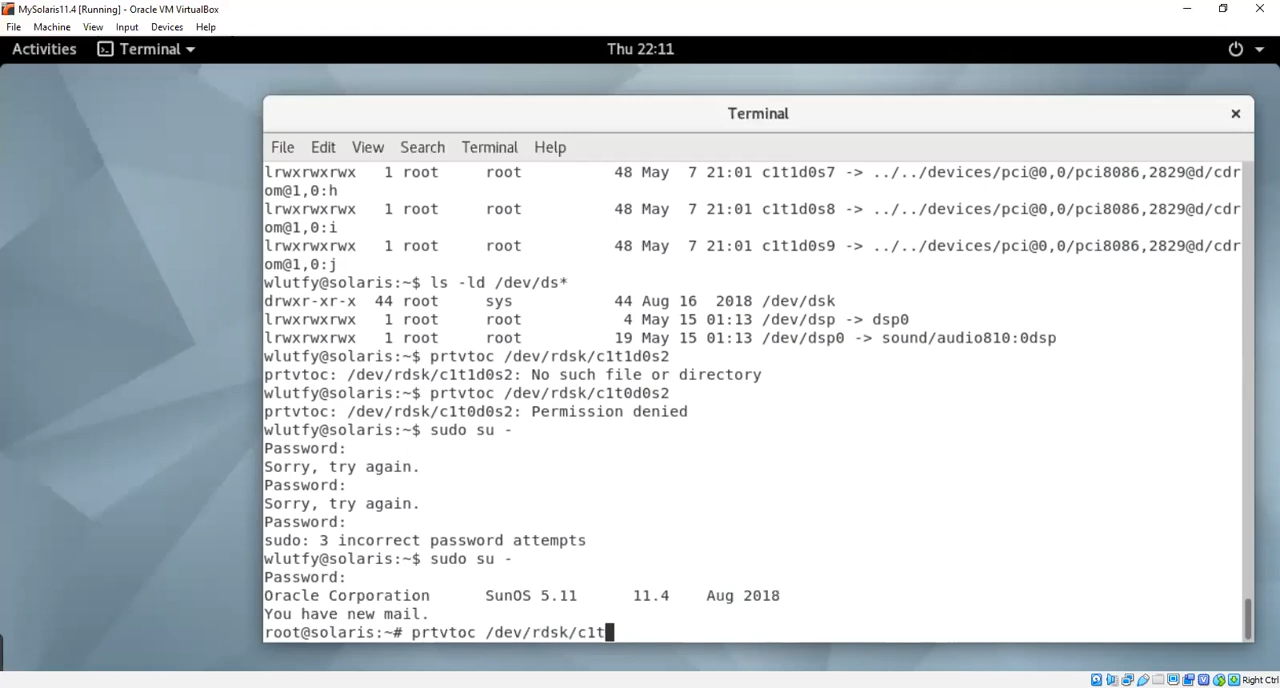 MySolaris11.4 [Running] - Oracle VM VirtualBox
File Machine View Input Devices Help
Activities Terminal Thu 22:11
Terminal
File Edit View Search Terminal Help
lrwxrwxrwx 1 root root 48 May 7 21:01 c1t1d0s7 -> ../../devices/pci@0,0/pci8086,2829@d/cdr
om@1,0:h
lrwxrwxrwx 1 root root 48 May 7 21:01 c1t1d0s8 -> ../../devices/pci@0,0/pci8086,2829@d/cdr
om@1,0:i
lrwxrwxrwx 1 root root 48 May 7 21:01 c1t1d0s9 -> ../../devices/pci@0,0/pci8086,2829@d/cdr
om@1,0:j
wlutfy@solaris:~$ ls -ld /dev/ds*
drwxr-xr-x 44 root sys 44 Aug 16 2018 /dev/dsk
lrwxrwxrwx 1 root root 4 May 15 01:13 /dev/dsp -> dsp0
lrwxrwxrwx 1 root root 19 May 15 01:13 /dev/dsp0 -> sound/audio810:0dsp
wlutfy@solaris:~$ prtvtoc /dev/rdsk/c1t1d0s2
prtvtoc: /dev/rdsk/c1t1d0s2: No such file or directory
wlutfy@solaris:~$ prtvtoc /dev/rdsk/c1t0d0s2
prtvtoc: /dev/rdsk/c1t0d0s2: Permission denied
wlutfy@solaris:~$ sudo su -
Password:
Sorry, try again.
Password:
Sorry, try again.
Password:
sudo: 3 incorrect password attempts
wlutfy@solaris:~$ sudo su -
Password:
Oracle Corporation SunOS 5.11 11.4 Aug 2018
You have new mail.
root@solaris:~# prtvtoc /dev/rdsk/c1t
Right Ctrl